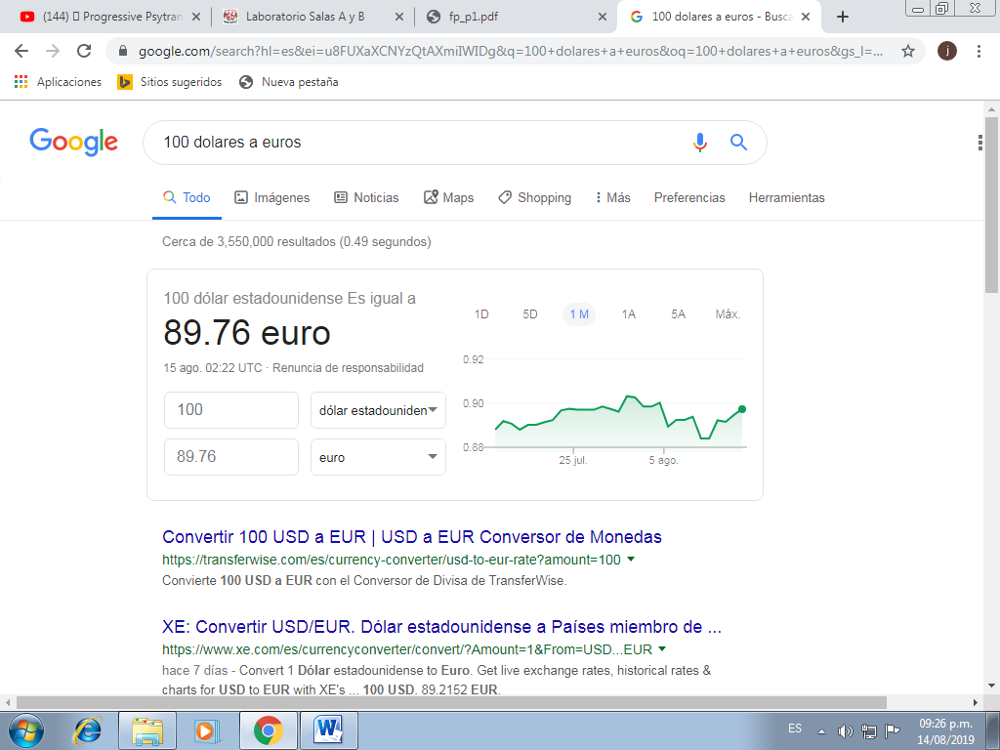 (144) Progressive Psytran
Laboratorio Salas A y B
fp_p1.pdf
100 dolares a euros - Busca
google.com/search?hl=es&ei=u8FUXaXCNYzQtAXmiIWIDg&q=100+dolares+a+euros&oq=100+dolares+a+euros&gs_l=...
j
Aplicaciones
Sitios sugeridos
Nueva pestaña
Google
100 dolares a euros
Todo
Imágenes
Noticias
Maps
Shopping
Más
Preferencias
Herramientas
Cerca de 3,550,000 resultados (0.49 segundos)
100 dólar estadounidense Es igual a
89.76 euro
15 ago. 02:22 UTC · Renuncia de responsabilidad
100
dólar estadouniden
89.76
euro
1D
5D
1 M
1A
5A
Máx.
0.92
0.90
0.88
25 jul.
5 ago.
Convertir 100 USD a EUR | USD a EUR Conversor de Monedas
https://transferwise.com/es/currency-converter/usd-to-eur-rate?amount=100
Convierte 100 USD a EUR con el Conversor de Divisa de TransferWise.
XE: Convertir USD/EUR. Dólar estadounidense a Países miembro de ...
https://www.xe.com/es/currencyconverter/convert/?Amount=1&From=USD...EUR
hace 7 días - Convert 1 Dólar estadounidense to Euro. Get live exchange rates, historical rates &
charts for USD to EUR with XE's ... 100 USD. 89.2152 EUR.
ES
09:26 p.m.
14/08/2019